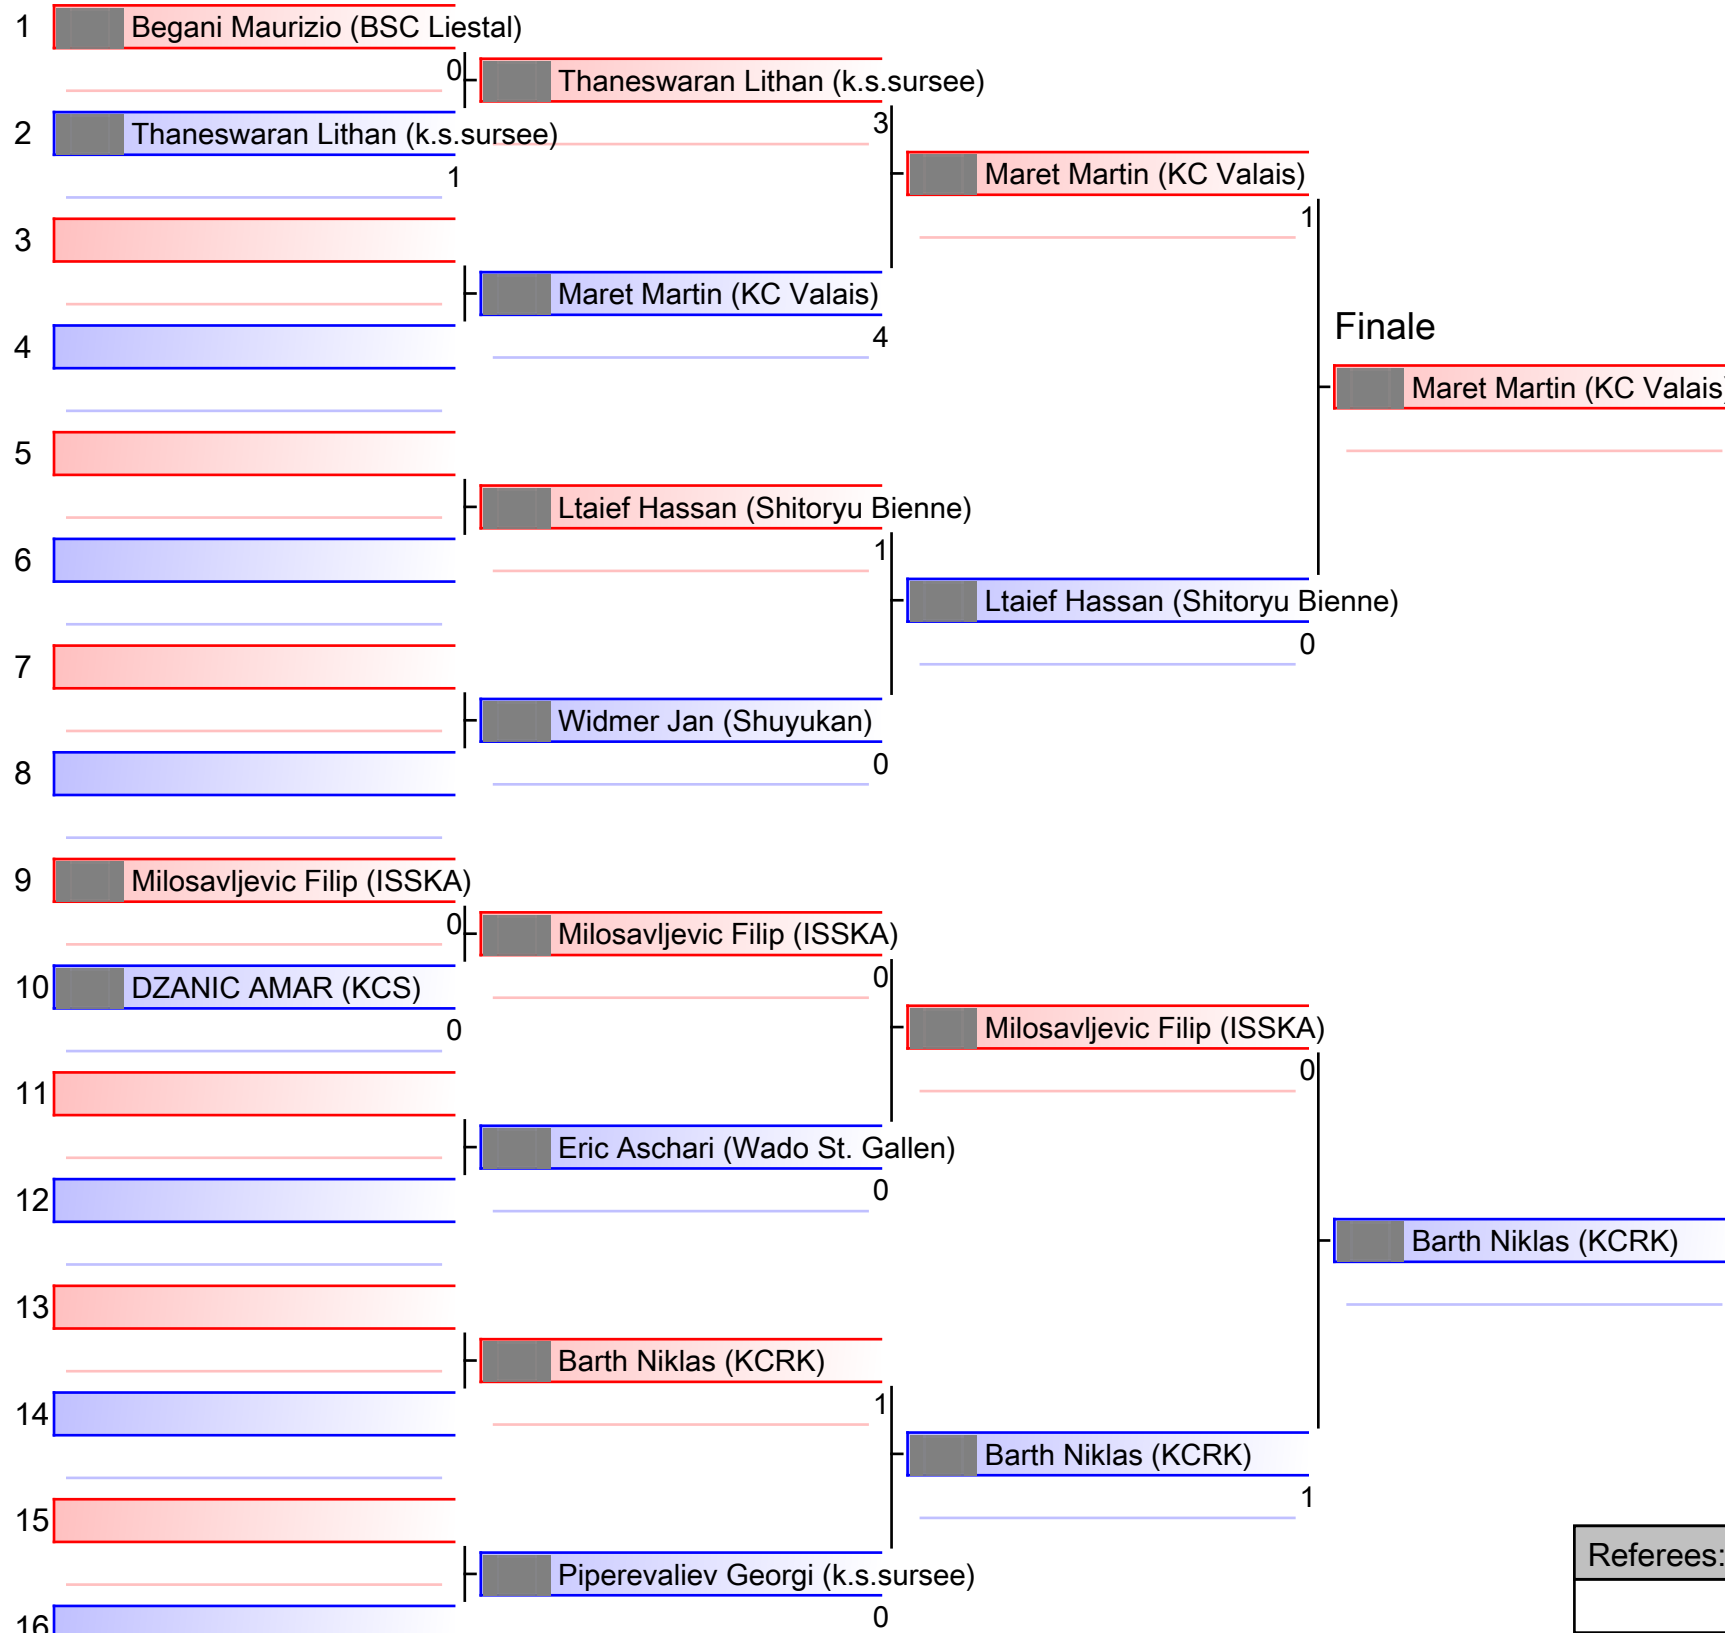 1 Begani Maurizio (BSC Liestal)
0 Thaneswaran Lithan (k.s.sursee)
2 Thaneswaran Lithan (k.s.sursee) 3
1 Maret Martin (KC Valais)
1
3
Maret Martin (KC Valais)
4 4 Finale
Maret Martin (KC Valais)
5
Ltaief Hassan (Shitoryu Bienne)
6 1
Ltaief Hassan (Shitoryu Bienne)
0
7
Widmer Jan (Shuyukan)
8 0
9 Milosavljevic Filip (ISSKA)
0 Milosavljevic Filip (ISSKA)
10 DZANIC AMAR (KCS) 0
0 Milosavljevic Filip (ISSKA)
0
11
Eric Aschari (Wado St. Gallen)
12 0
Barth Niklas (KCRK)
13
Barth Niklas (KCRK)
14 1
Barth Niklas (KCRK)
1
15
Referees:
Piperevaliev Georgi (k.s.sursee)
16 0